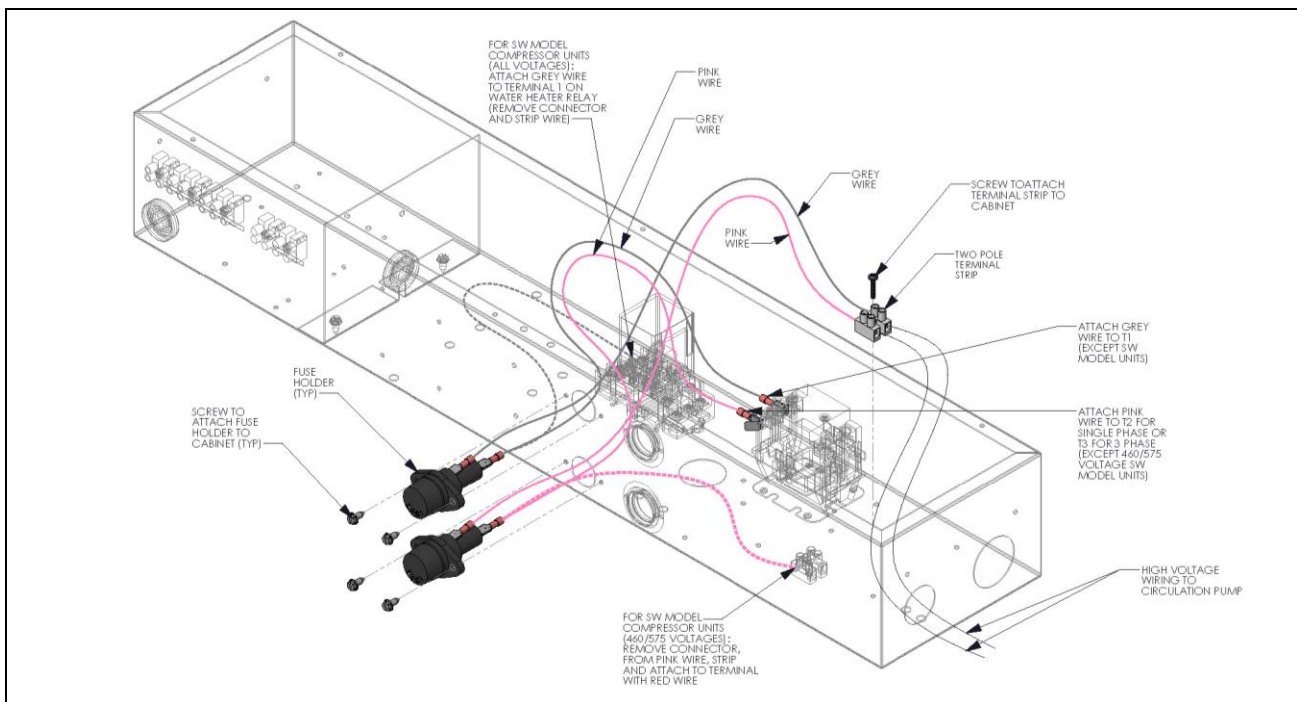 FOR SW MODEL
COMPRESSOR UNITS
(ALL VOLTAGES):
ATTACH GREY WIRE
TO TERMINAL 1 ON
WATER HEATER RELAY
(REMOVE CONNECTOR
AND STRIP WIRE)
PINK
WIRE
GREY
WIRE
GREY
WIRE
PINK
WIRE
SCREW TOATTACH
TERMINAL STRIP TO
CABINET
TWO POLE
TERMINAL
STRIP
ATTACH GREY
WIRE TO T1
(EXCEPT SW
MODEL UNITS)
FUSE
HOLDER
(TYP)
SCREW TO
ATTACH FUSE
HOLDER TO
CABINET (TYP)
ATTACH PINK
WIRE TO T2 FOR
SINGLE PHASE OR
T3 FOR 3 PHASE
(EXCEPT 460/575
VOLTAGE SW
MODEL UNITS)
HIGH VOLTAGE
WIRING TO
CIRCULATION PUMP
FOR SW MODEL
COMPRESSOR UNITS
(460/575 VOLTAGES):
REMOVE CONNECTOR,
FROM PINK WIRE, STRIP
AND ATTACH TO TERMINAL
WITH RED WIRE